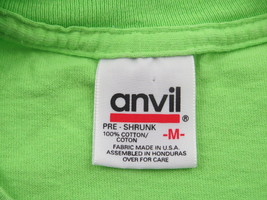 anvil
PRE - SHRUNK
100% COTTON/
COTON
-M-
FABRIC MADE IN U.S.A.
ASSEMBLED IN HONDURAS
OVER FOR CARE